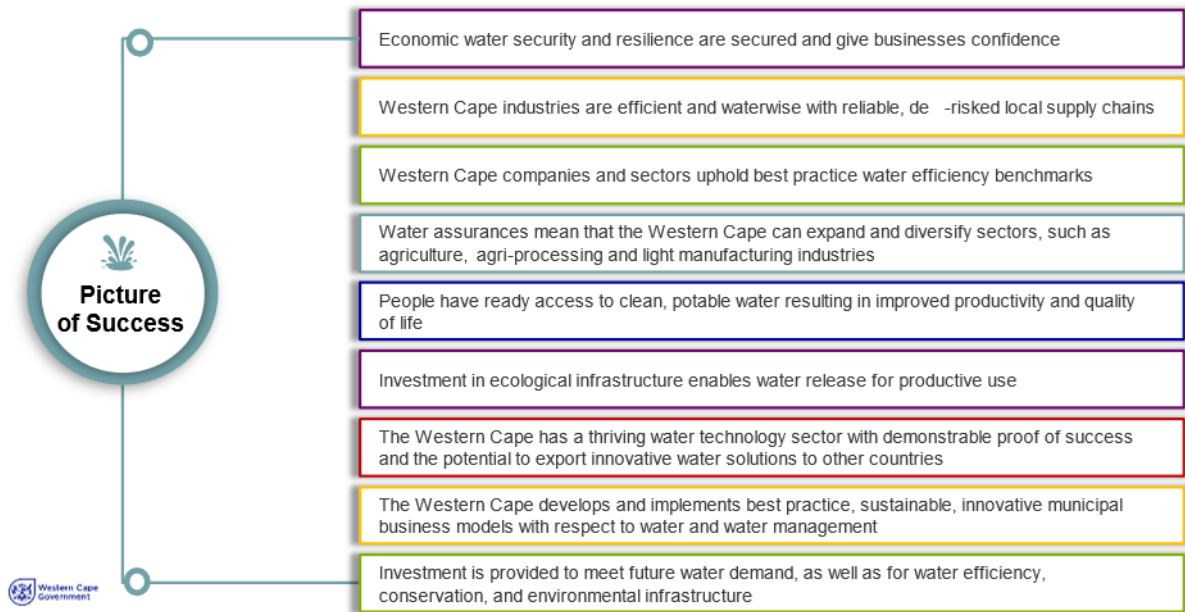 Economic water security and resilience are secured and give businesses confidence
Western Cape industries are efficient and waterwise with reliable, de -risked local supply chains
Western Cape companies and sectors uphold best practice water efficiency benchmarks
Water assurances mean that the Western Cape can expand and diversify sectors, such as
agriculture, agri-processing and light manufacturing industries
Picture
of Success
People have ready access to clean, potable water resulting in improved productivity and quality
of life
Investment in ecological infrastructure enables water release for productive use
The Western Cape has a thriving water technology sector with demonstrable proof of success
and the potential to export innovative water solutions to other countries
The Western Cape develops and implements best practice, sustainable, innovative municipal
business models with respect to water and water management
Investment is provided to meet future water demand, as well as for water efficiency,
conservation, and environmental infrastructure
Western Cape
Government